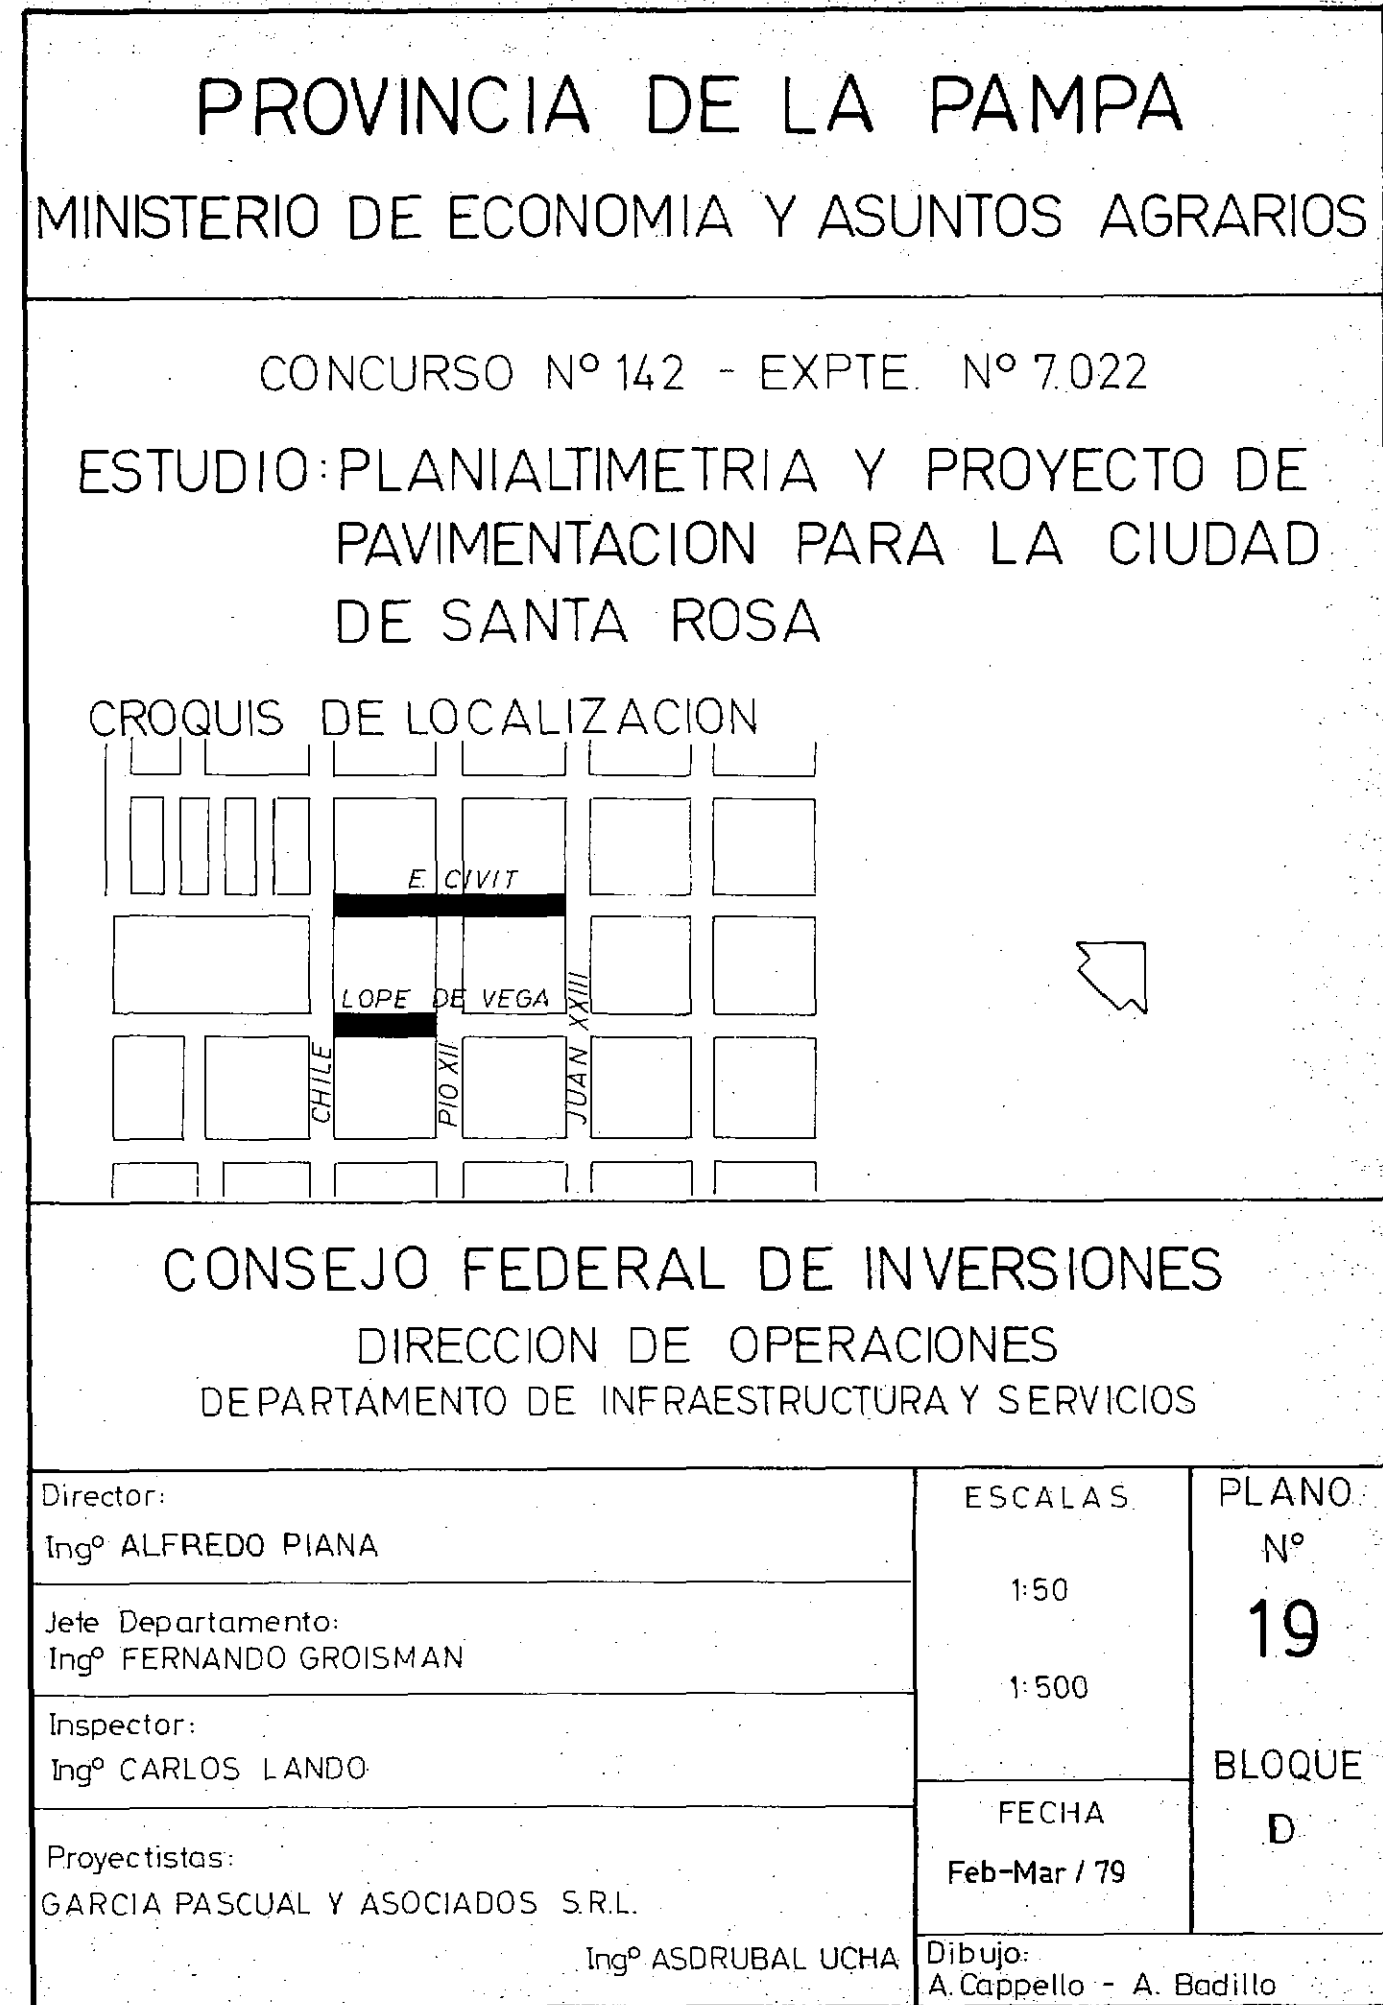 PROVINCIA DE LA PAMPA
MINISTERIO DE ECONOMIA Y ASUNTOS AGRARIOS
CONCURSO Nº 142 - EXPTE. Nº 7.022
ESTUDIO: PLANIALTIMETRIA Y PROYECTO DE
PAVIMENTACION PARA LA CIUDAD
DE SANTA ROSA
CROQUIS DE LOCALIZACION
E. CIVIT
LOPE DE VEGA
CHILE
PIO XII
JUAN XXIII
CONSEJO FEDERAL DE INVERSIONES
DIRECCION DE OPERACIONES
DEPARTAMENTO DE INFRAESTRUCTURA Y SERVICIOS
Director:
Ingº ALFREDO PIANA
Jete Departamento:
Ingº FERNANDO GROISMAN
Inspector:
Ingº CARLOS LANDO
Proyectistas:
GARCIA PASCUAL Y ASOCIADOS S.R.L.
Ingº ASDRUBAL UCHA
ESCALAS
1:50
1:500
FECHA
Feb-Mar / 79
PLANO
Nº
19
BLOQUE
D
Dibujo:
A. Cappello - A. Badillo